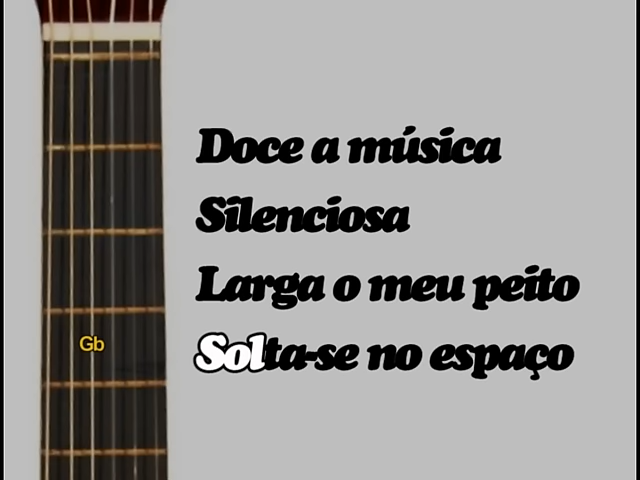 Doce a música
Silenciosa
Larga o meu peito
Gb
Solta-se no espaço